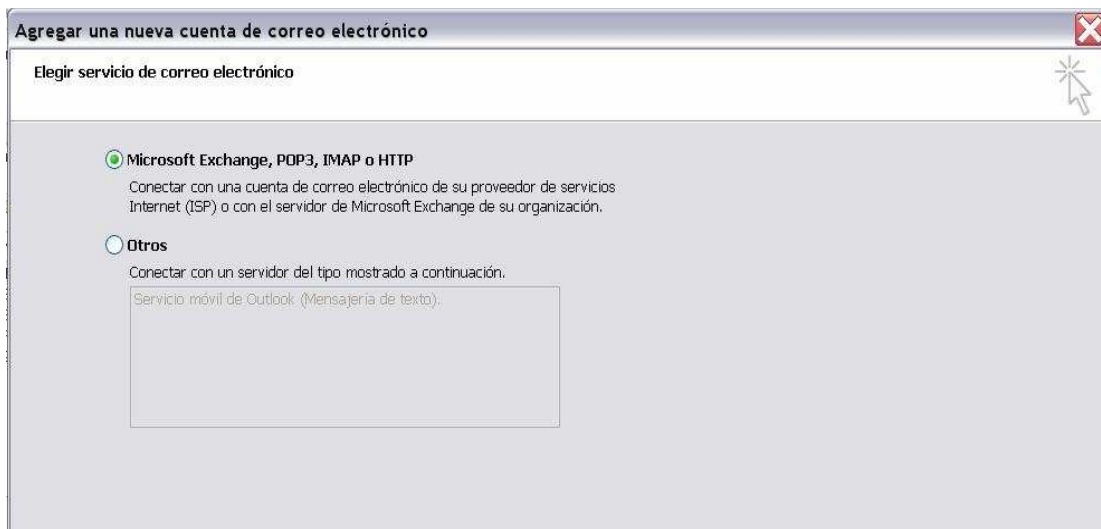 Agregar una nueva cuenta de correo electrónico
Elegir servicio de correo electrónico
Microsoft Exchange, POP3, IMAP o HTTP
Conectar con una cuenta de correo electrónico de su proveedor de servicios
Internet (ISP) o con el servidor de Microsoft Exchange de su organización.
Otros
Conectar con un servidor del tipo mostrado a continuación.
Servicio móvil de Outlook (Mensajería de texto).